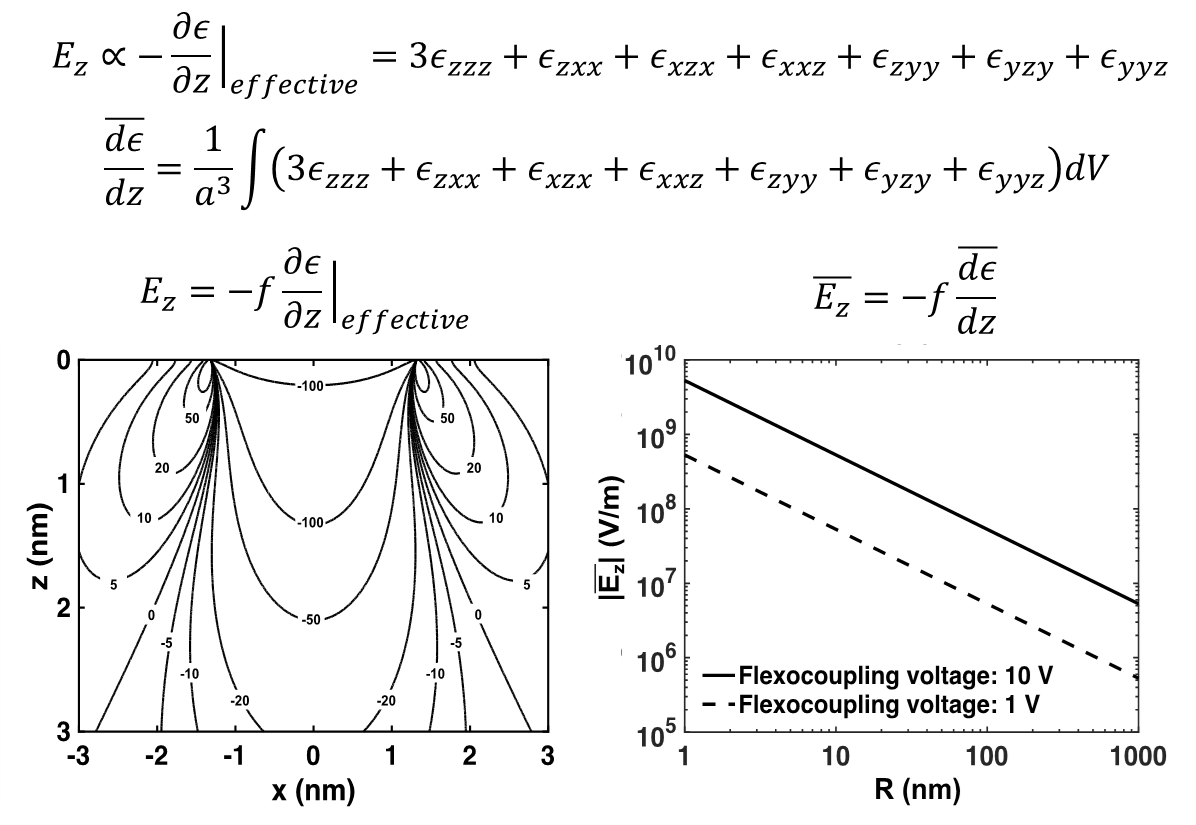 E_z ∝ −∂ϵ/∂z|_effective = 3ϵ_zzz + ϵ_zxx + ϵ_xzx + ϵ_xxz + ϵ_zyy + ϵ_yzy + ϵ_yyz
\overline{dϵ}/dz = 1/a³ ∫(3ϵ_zzz + ϵ_zxx + ϵ_xzx + ϵ_xxz + ϵ_zyy + ϵ_yzy + ϵ_yyz)dV
E_z = −f ∂ϵ/∂z|_effective
\overline{E_z} = −f \overline{dϵ}/dz
0
1
2
3
z (nm)
-100
50
50
20
20
-100
10
10
5
5
-50
0
0
-5
-5
-10
-10
-20
-20
-3 -2 -1 0 1 2 3
x (nm)
10^10
10^9
10^8
10^7
10^6
10^5
|\overline{E_z}| (V/m)
Flexocoupling voltage: 10 V
Flexocoupling voltage: 1 V
1 10 100 1000
R (nm)